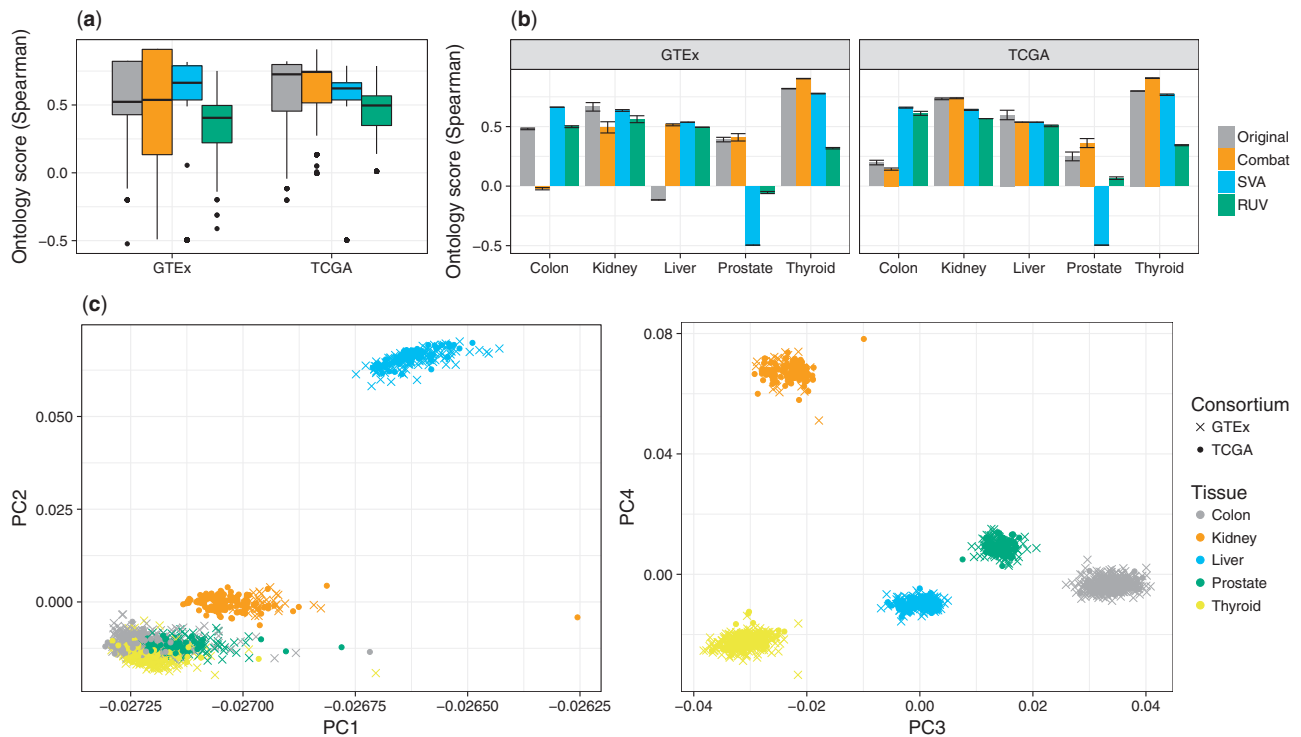 (a)
Ontology score (Spearman)
0.5
0.0
−0.5
GTEx TCGA
(b)
Ontology score (Spearman)
GTEx TCGA
0.5
0.0
−0.5
Colon Kidney Liver Prostate Thyroid Colon Kidney Liver Prostate Thyroid
Original
Combat
SVA
RUV
(c)
PC2
0.050
0.025
0.000
−0.02725 −0.02700 −0.02675 −0.02650 −0.02625
PC1
PC4
0.08
0.04
0.00
−0.04 −0.02 0.00 0.02 0.04
PC3
Consortium
GTEx
TCGA
Tissue
Colon
Kidney
Liver
Prostate
Thyroid